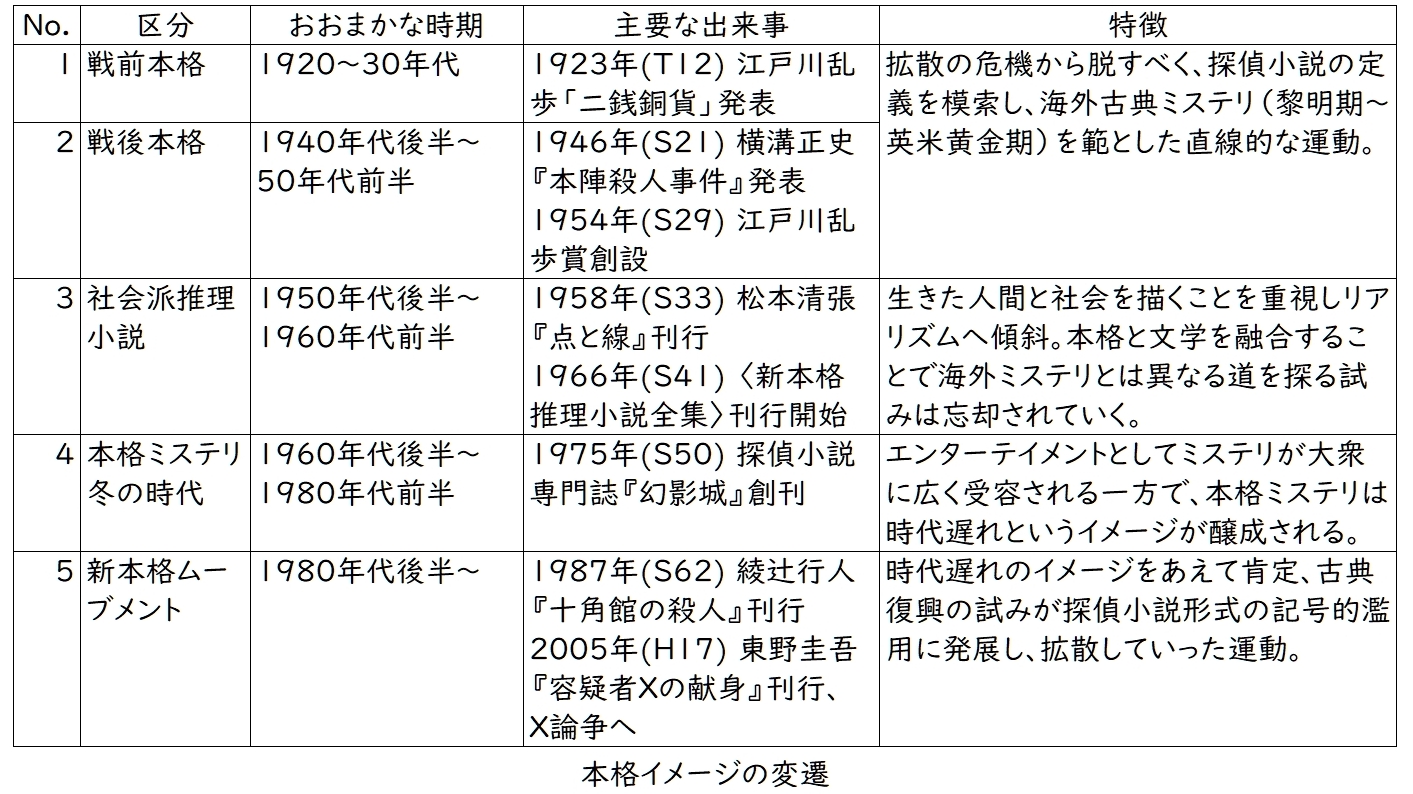 No. 区分 おおまかな時期 主要な出来事 特徴
1 戦前本格 1920～30年代 1923年(T12) 江戸川乱 拡散の危機から脱すべく、探偵小説の定
歩「二銭銅貨」発表 義を模索し、海外古典ミステリ（黎明期～
2 戦後本格 1940年代後半～ 1946年(S21) 横溝正史 英米黄金期）を範とした直線的な運動。
50年代前半 『本陣殺人事件』発表
1954年(S29) 江戸川乱
歩賞創設
3 社会派推理 1950年代後半～ 1958年(S33) 松本清張 生きた人間と社会を描くことを重視しリア
小説 1960年代前半 『点と線』刊行 リズムへ傾斜。本格と文学を融合するこ
1966年(S41) 〈新本格 とで海外ミステリとは異なる道を探る試
推理小説全集〉刊行開始 みは忘却されていく。
4 本格ミステリ 1960年代後半～ 1975年(S50) 探偵小説 エンターテイメントとしてミステリが大衆
冬の時代 1980年代前半 専門誌『幻影城』創刊 に広く受容される一方で、本格ミステリは
時代遅れというイメージが醸成される。
5 新本格ムー 1980年代後半～ 1987年(S62) 綾辻行人 時代遅れのイメージをあえて肯定、古典
ブメント 『十角館の殺人』刊行 復興の試みが探偵小説形式の記号的濫
2005年(H17) 東野圭吾 用に発展し、拡散していった運動。
『容疑者Xの献身』刊行、
X論争へ
本格イメージの変遷